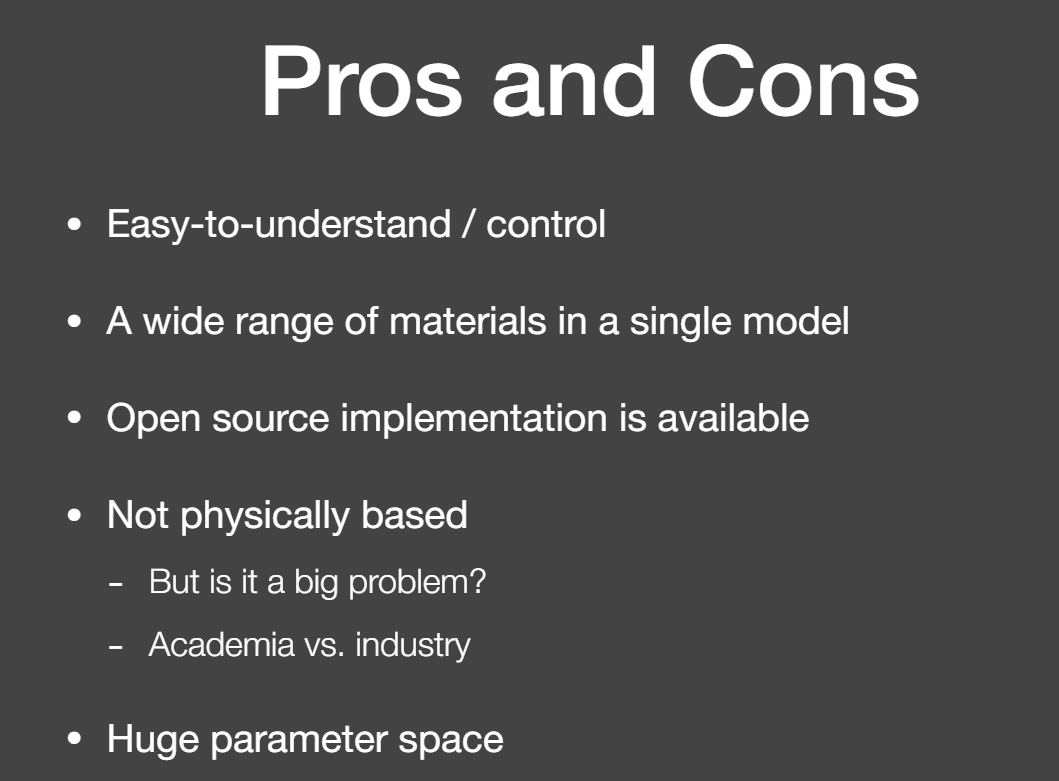 Pros and Cons
• Easy-to-understand / control
• A wide range of materials in a single model
• Open source implementation is available
• Not physically based
– But is it a big problem?
– Academia vs. industry
• Huge parameter space